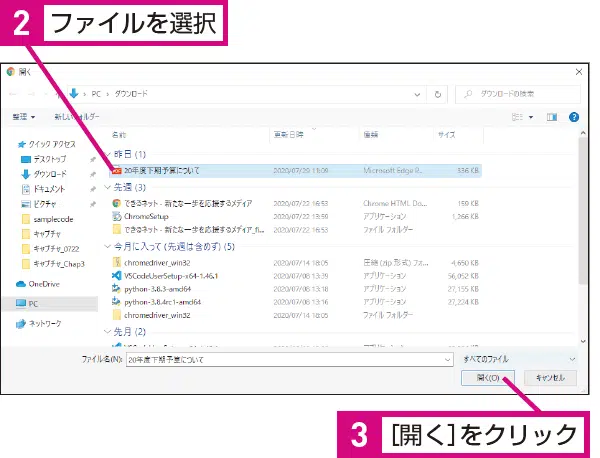 2 ファイルを選択
開く
PC › ダウンロード
ダウンロードの検索
整理 新しいフォルダー
名前 更新日時 種類 サイズ
クイック アクセス
デスクトップ
ダウンロード
ドキュメント
ピクチャ
samplecode
キャプチャ
キャプチャ_0722
キャプチャ_Chap3
OneDrive
PC
ネットワーク
昨日 (1)
20年度下期予算について 2020/07/29 Microsoft Edge P... 336 KB
先週 (3)
できるネット - 新たな一歩を応援するメディア 2020/07/22 16:53 Chrome HTML Do... 159 KB
ChromeSetup 2020/07/22 アプリケーション 1,266 KB
できるネット - 新たな一歩を応援するメディア_fi... 2020/07/22 16:53 ファイル フォルダー
今月に入って (先週は含めず) (5)
chromedriver_win32 2020/07/14 18:05 圧縮 (zip 形式) フォ... 4,650 KB
VSCodeUserSetup-x64-1.46.1 2020/07/08 13:39 アプリケーション 56,052 KB
python-3.8.3-amd64 2020/07/08 13:18 アプリケーション 27,155 KB
python-3.8.4rc1-amd64 2020/07/08 13:16 アプリケーション 27,224 KB
chromedriver_win32 2020/07/14 18:05 ファイル フォルダー
先月 (2)
ファイル名(N): 20年度下期予算について すべてのファイル
開く(O) キャンセル
3 [開く]をクリック